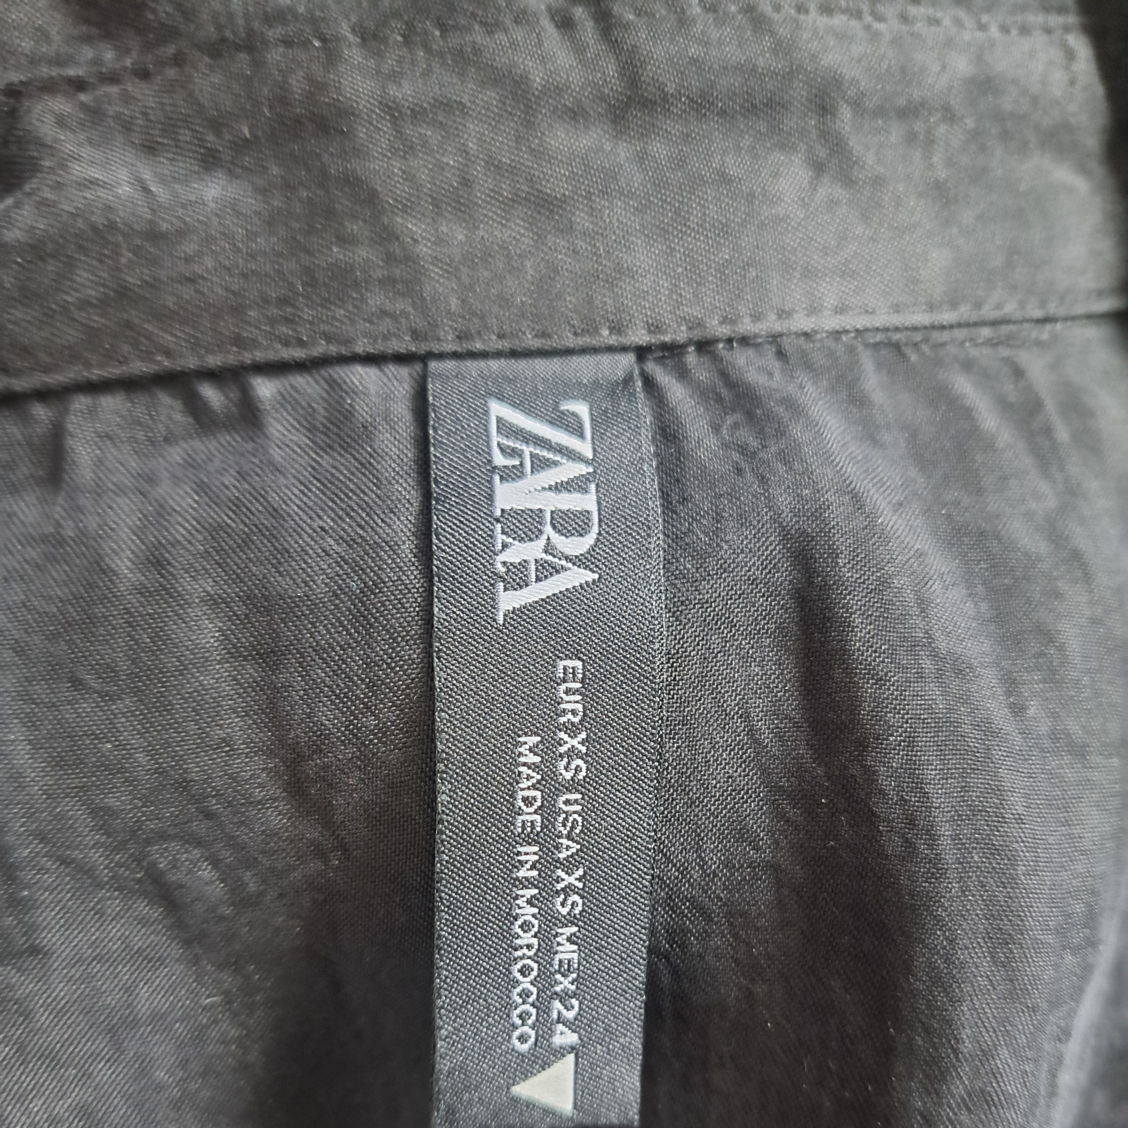 ZARA
EUR XS USA XS MEX 24
MADE IN MOROCCO